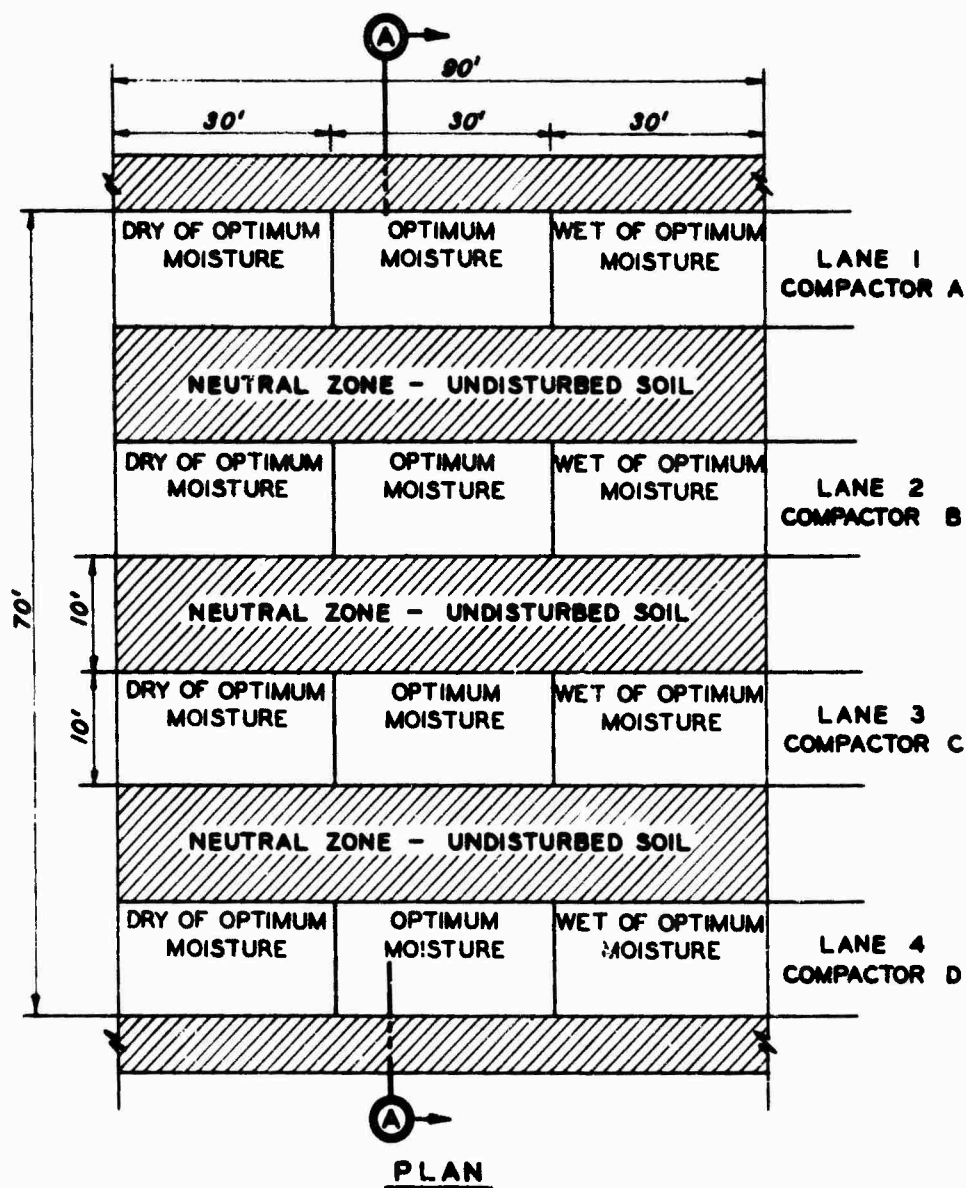 A
90'
30' 30' 30'
DRY OF OPTIMUM MOISTURE
OPTIMUM MOISTURE
WET OF OPTIMUM MOISTURE
LANE 1
COMPACTOR A
NEUTRAL ZONE - UNDISTURBED SOIL
DRY OF OPTIMUM MOISTURE
OPTIMUM MOISTURE
WET OF OPTIMUM MOISTURE
LANE 2
COMPACTOR B
70'
10'
NEUTRAL ZONE - UNDISTURBED SOIL
10'
DRY OF OPTIMUM MOISTURE
OPTIMUM MOISTURE
WET OF OPTIMUM MOISTURE
LANE 3
COMPACTOR C
NEUTRAL ZONE - UNDISTURBED SOIL
DRY OF OPTIMUM MOISTURE
OPTIMUM MOISTURE
WET OF OPTIMUM MOISTURE
LANE 4
COMPACTOR D
A
PLAN